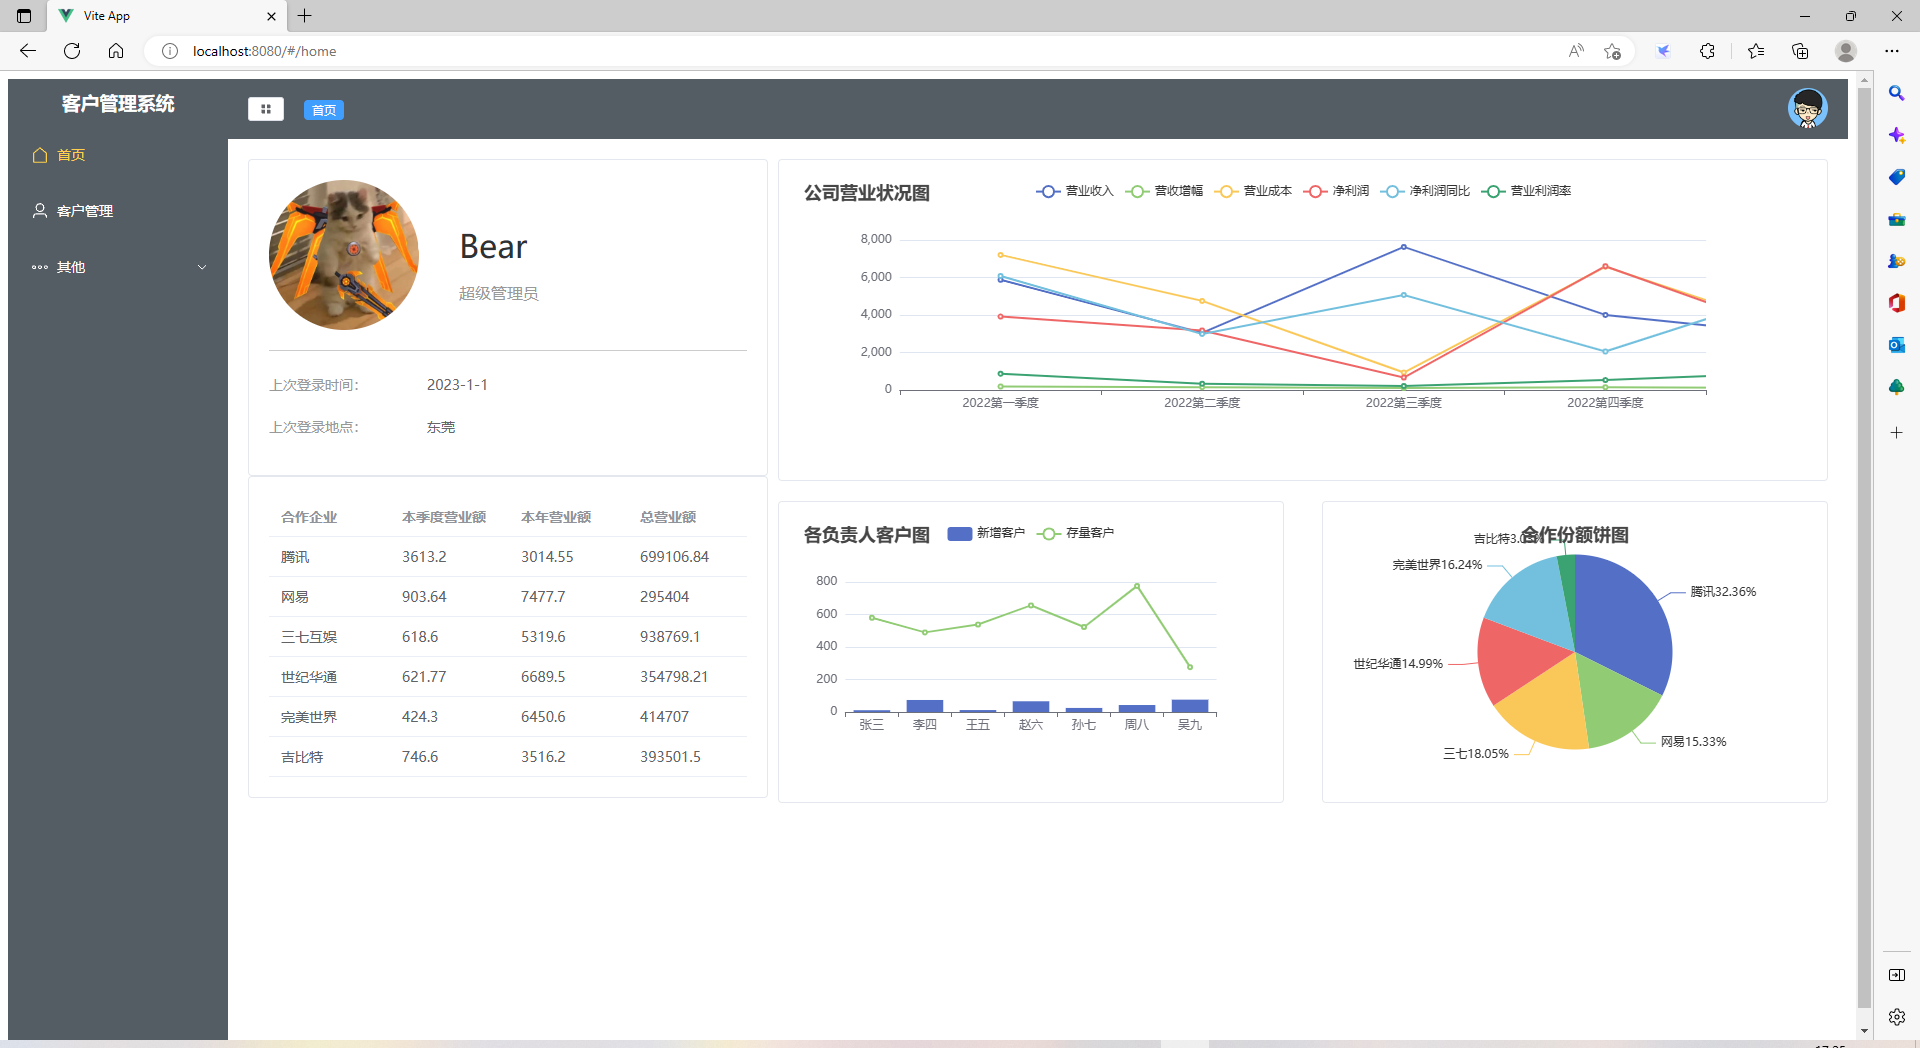 Vite App
localhost:8080/#/home
客户管理系统
首页
首页
客户管理
其他
Bear
超级管理员
上次登录时间：
2023-1-1
上次登录地点：
东莞
合作企业 本季度营业额 本年营业额 总营业额
腾讯 3613.2 3014.55 699106.84
网易 903.64 7477.7 295404
三七互娱 618.6 5319.6 938769.1
世纪华通 621.77 6689.5 354798.21
完美世界 424.3 6450.6 414707
吉比特 746.6 3516.2 393501.5
公司营业状况图
营业收入 营收增幅 营业成本 净利润 净利润同比 营业利润率
8,000
6,000
4,000
2,000
0
2022第一季度 2022第二季度 2022第三季度 2022第四季度
各负责人客户图
新增客户 存量客户
800
600
400
200
0
张三 李四 王五 赵六 孙七 周八 吴九
合作份额饼图
完美世界16.24%
腾讯32.36%
世纪华通14.99%
网易15.33%
三七18.05%